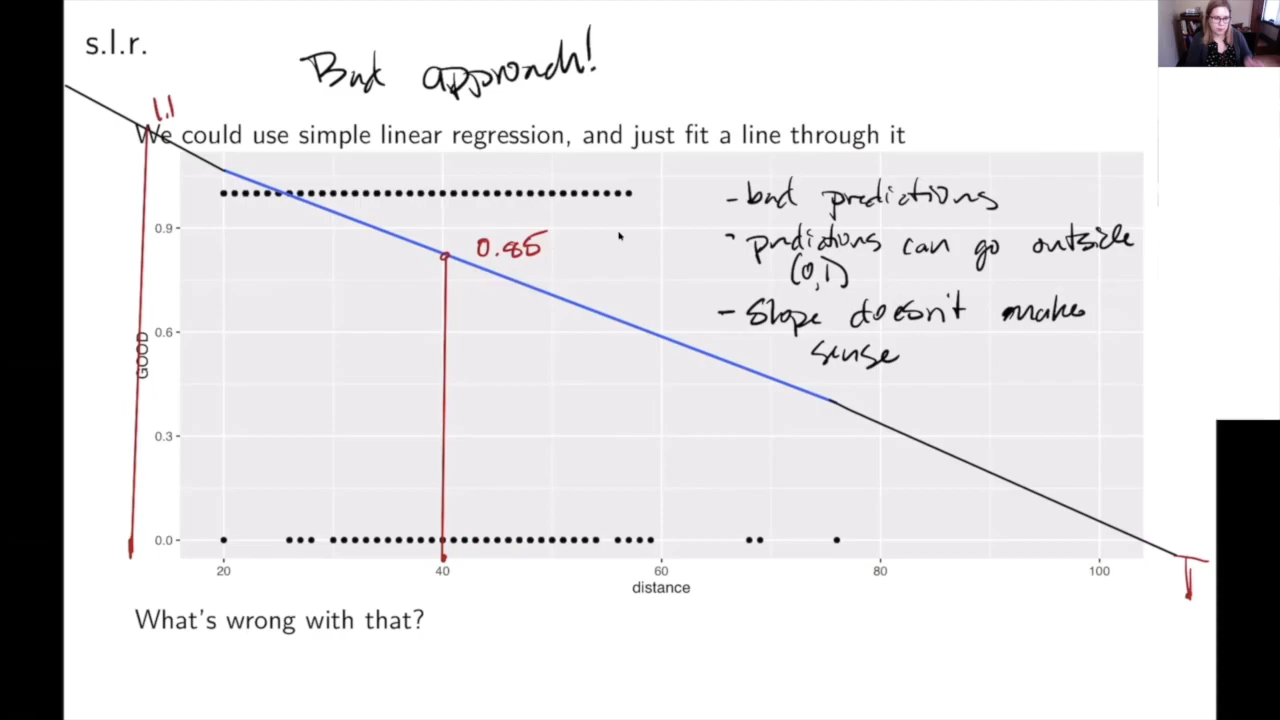 s.l.r.
Bad approach!
1.1
We could use simple linear regression, and just fit a line through it
- bad predictions
- predictions can go outside
(0,1)
- slope doesn't make
sense
0.85
GOOD
0.9
0.6
0.3
0.0
20 40 60 80 100
distance
What's wrong with that?